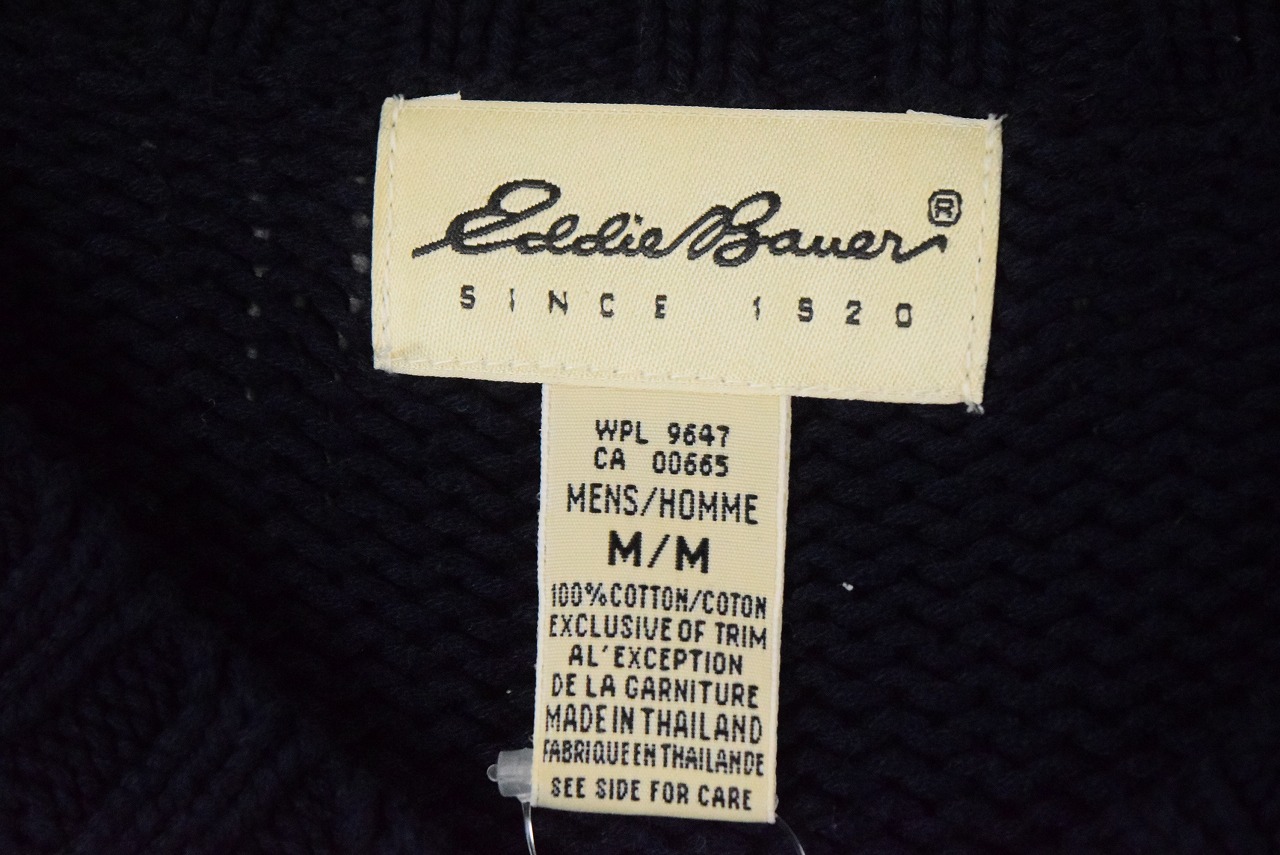 Eddie Bauer®
SINCE 1920
WPL 9647
CA 00665
MENS/HOMME
M/M
100% COTTON/COTON
EXCLUSIVE OF TRIM
A L'EXCEPTION
DE LA GARNITURE
MADE IN THAILAND
FABRIQUE EN THAILANDE
SEE SIDE FOR CARE